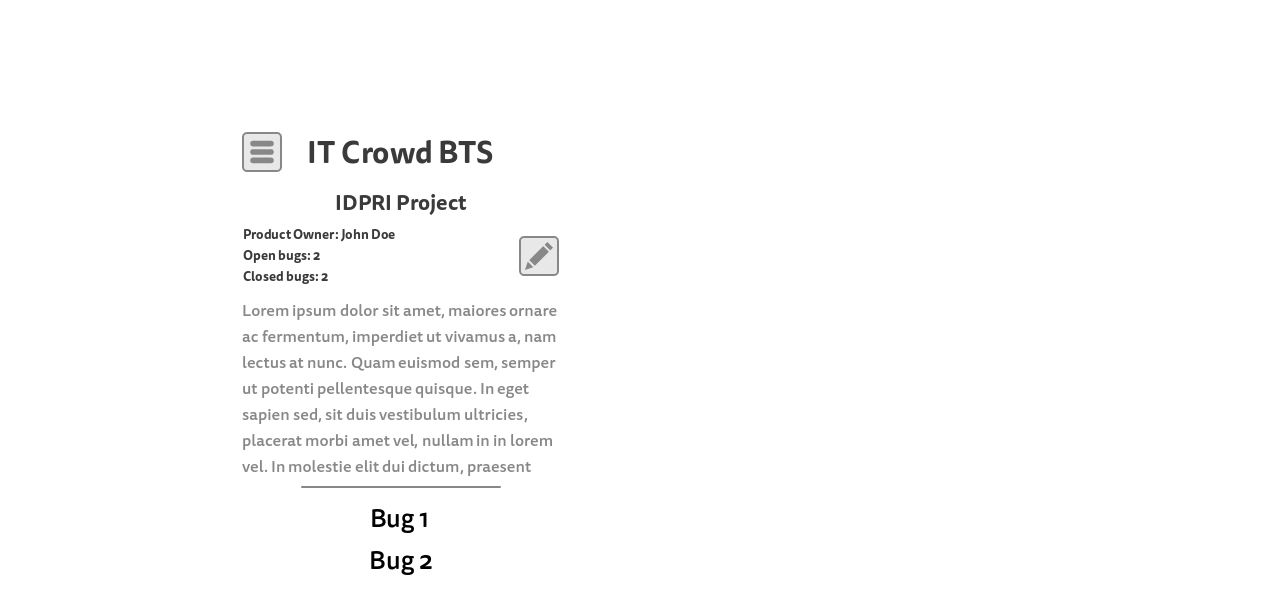 IT Crowd BTS
IDPRI Project
Product Owner: John Doe
Open bugs: 2
Closed bugs: 2
Lorem ipsum dolor sit amet, maiores ornare
ac fermentum, imperdiet ut vivamus a, nam
lectus at nunc. Quam euismod sem, semper
ut potenti pellentesque quisque. In eget
sapien sed, sit duis vestibulum ultricies,
placerat morbi amet vel, nullam in in lorem
vel. In molestie elit dui dictum, praesent
Bug 1
Bug 2